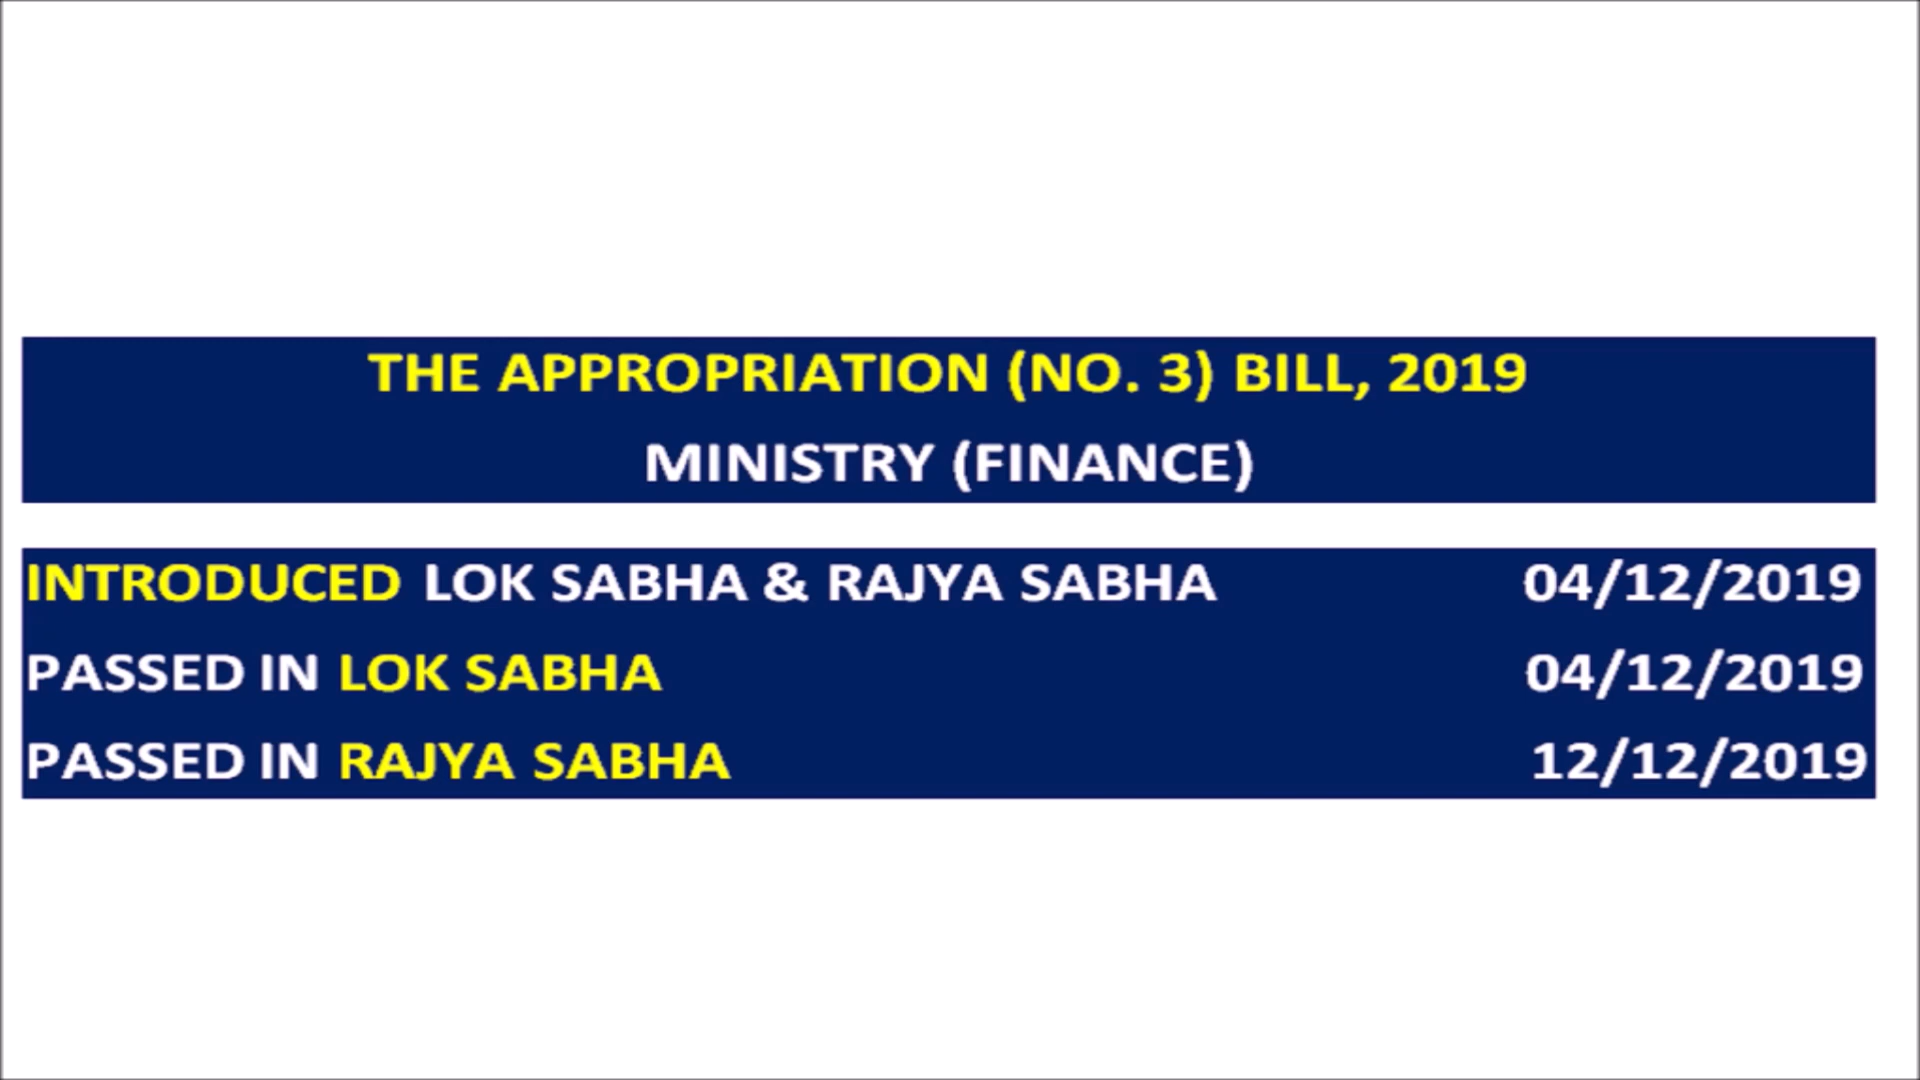 THE APPROPRIATION (NO. 3) BILL, 2019
MINISTRY (FINANCE)
INTRODUCED LOK SABHA & RAJYA SABHA 04/12/2019
PASSED IN LOK SABHA 04/12/2019
PASSED IN RAJYA SABHA 12/12/2019